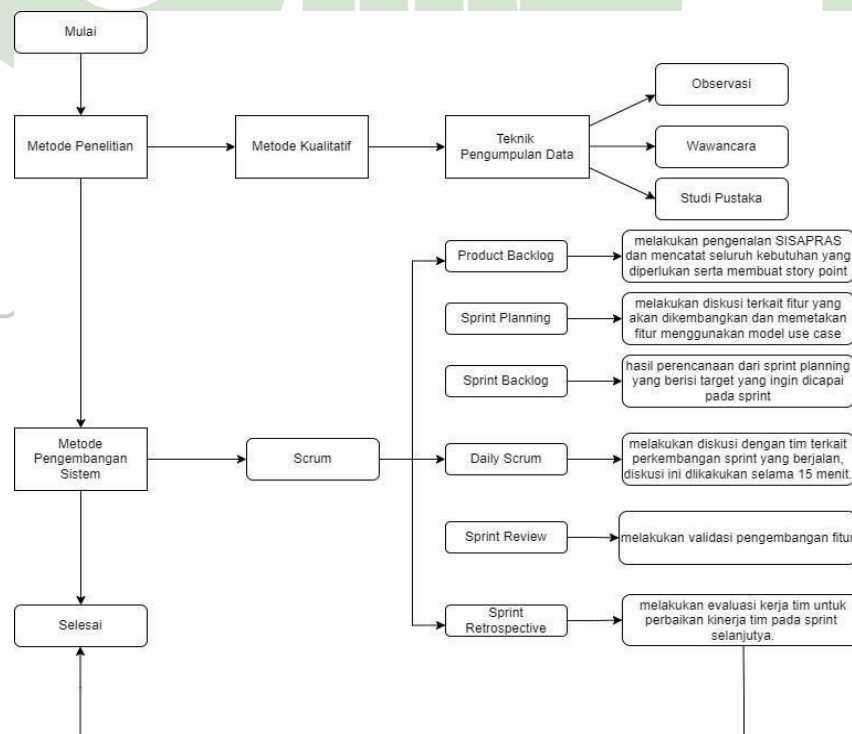 Mulai
Metode Penelitian
Metode Kualitatif
Teknik
Pengumpulan Data
Observasi
Wawancara
Studi Pustaka
Product Backlog
melakukan pengenalan SISAPRAS
dan mencatat seluruh kebutuhan yang
diperlukan serta membuat story point
Sprint Planning
melakukan diskusi terkait fitur yang
akan dikembangkan dan memetakan
fitur menggunakan model use case
Sprint Backlog
hasil perencanaan dari sprint planning
yang berisi target yang ingin dicapai
pada sprint
Metode
Pengembangan
Sistem
Scrum
Daily Scrum
melakukan diskusi dengan tim terkait
perkembangan sprint yang berjalan,
diskusi ini dlikakukan selama 15 menit.
Sprint Review
melakukan validasi pengembangan fitur
Selesai
Sprint
Retrospective
melakukan evaluasi kerja tim untuk
perbaikan kinerja tim pada sprint
selanjutya.